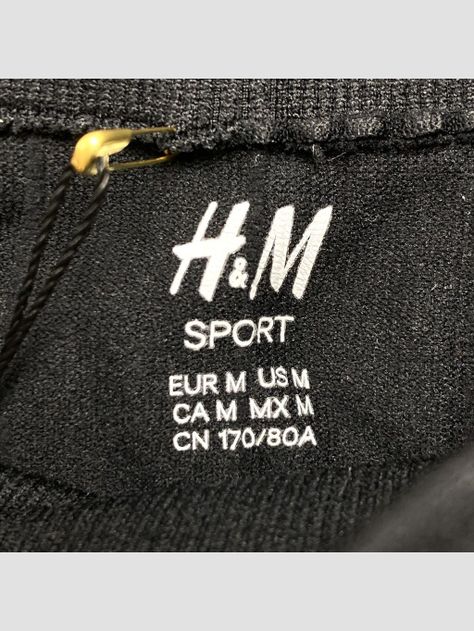 H&M
SPORT
EUR M US M
CA M MX M
CN 170/80A